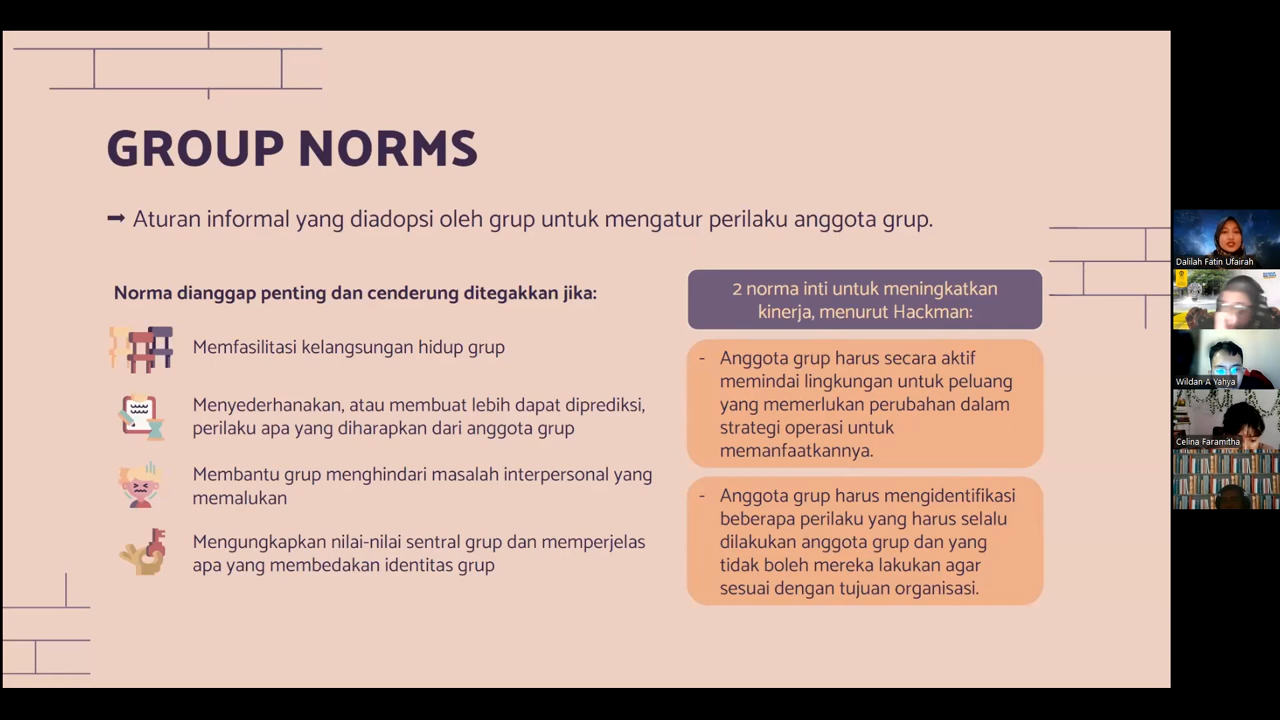 GROUP NORMS
➡ Aturan informal yang diadopsi oleh grup untuk mengatur perilaku anggota grup.
Norma dianggap penting dan cenderung ditegakkan jika:
Memfasilitasi kelangsungan hidup grup
Menyederhanakan, atau membuat lebih dapat diprediksi,
perilaku apa yang diharapkan dari anggota grup
Membantu grup menghindari masalah interpersonal yang
memalukan
Mengungkapkan nilai-nilai sentral grup dan memperjelas
apa yang membedakan identitas grup
2 norma inti untuk meningkatkan
kinerja, menurut Hackman:
- Anggota grup harus secara aktif
memindai lingkungan untuk peluang
yang memerlukan perubahan dalam
strategi operasi untuk
memanfaatkannya.
- Anggota grup harus mengidentifikasi
beberapa perilaku yang harus selalu
dilakukan anggota grup dan yang
tidak boleh mereka lakukan agar
sesuai dengan tujuan organisasi.
Dalilah Fatin Ufairah
Wildan A Yahya
Celina Faramitha